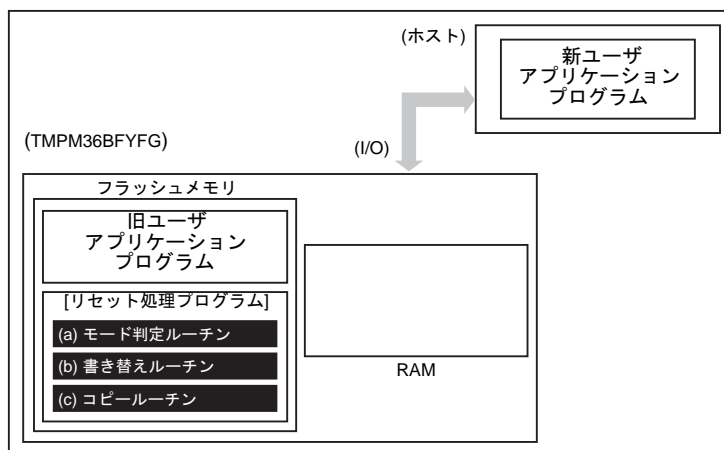 (ホスト)
新ユーザ
アプリケーション
プログラム
(TMPM36BFYFG)
(I/O)
フラッシュメモリ
旧ユーザ
アプリケーション
プログラム
[リセット処理プログラム]
(a) モード判定ルーチン
(b) 書き替えルーチン
(c) コピールーチン
RAM